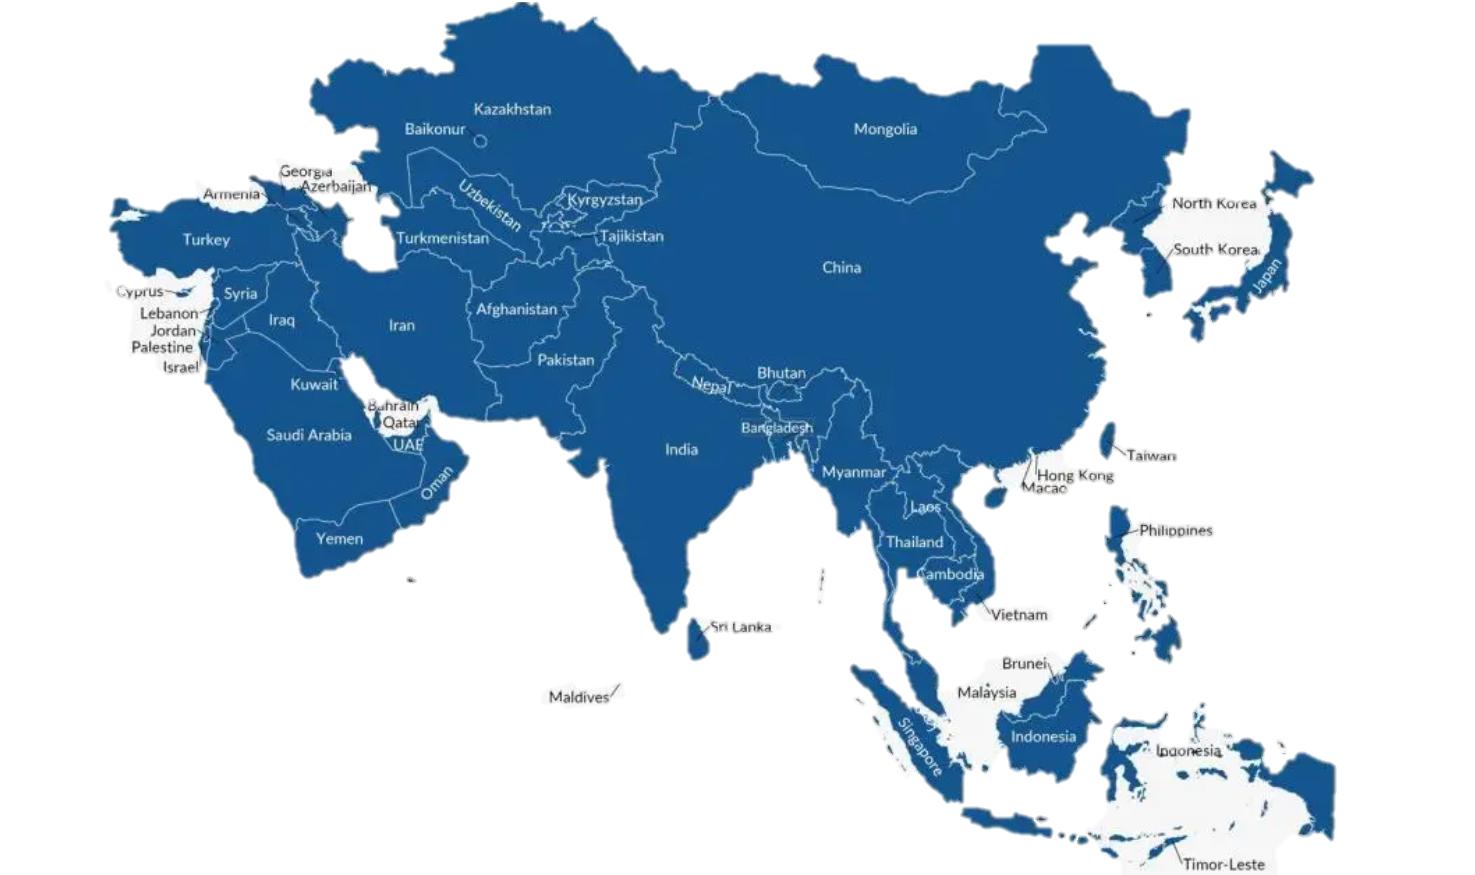 Kazakhstan
Baikonur
Mongolia
Georgia
Azerbaijan
Armenia
Uzbekistan
Kyrgyzstan
North Korea
Turkey
Turkmenistan
Tajikistan
South Korea
China
Japan
Cyprus
Syria
Lebanon
Iraq
Iran
Afghanistan
Jordan
Palestine
Israel
Pakistan
Kuwait
Nepal
Bhutan
Bahrain
Qatar
Saudi Arabia
UAE
Bangladesh
India
Oman
Myanmar
Taiwan
Hong Kong
Macao
Laos
Yemen
Thailand
Philippines
Cambodia
Vietnam
Sri Lanka
Maldives
Brunei
Malaysia
Singapore
Indonesia
Indonesia
Timor-Leste